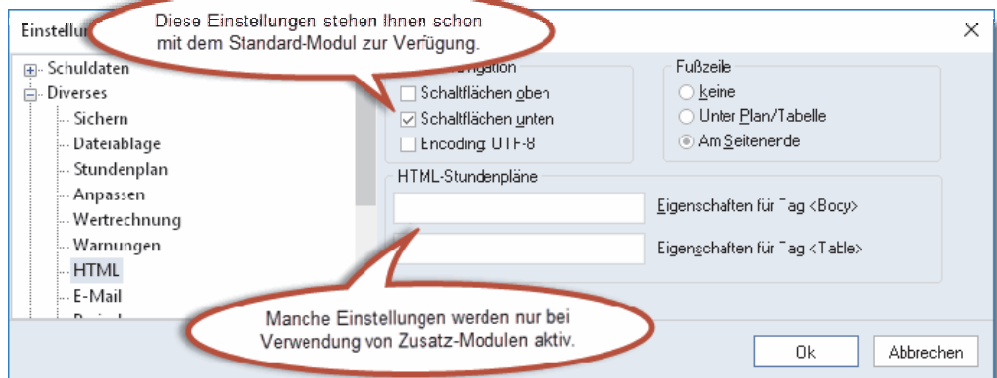 Diese Einstellungen stehen Ihnen schon
mit dem Standard-Modul zur Verfügung.
Schuldaten
Diverses
Sichern
Dateiablage
Stundenplan
Anpassen
Wertrechnung
Warnungen
HTML
E-Mail
Schaltflächen oben
Schaltflächen unten
Encoding UTF-8
Fußzeile
keine
Unter Plan/Tabelle
Am Seitenende
HTML-Stundenpläne
Eigenschaften für Tag <Body>
Eigenschaften für Tag <Table>
Manche Einstellungen werden nur bei
Verwendung von Zusatz-Modulen aktiv.
Ok
Abbrechen